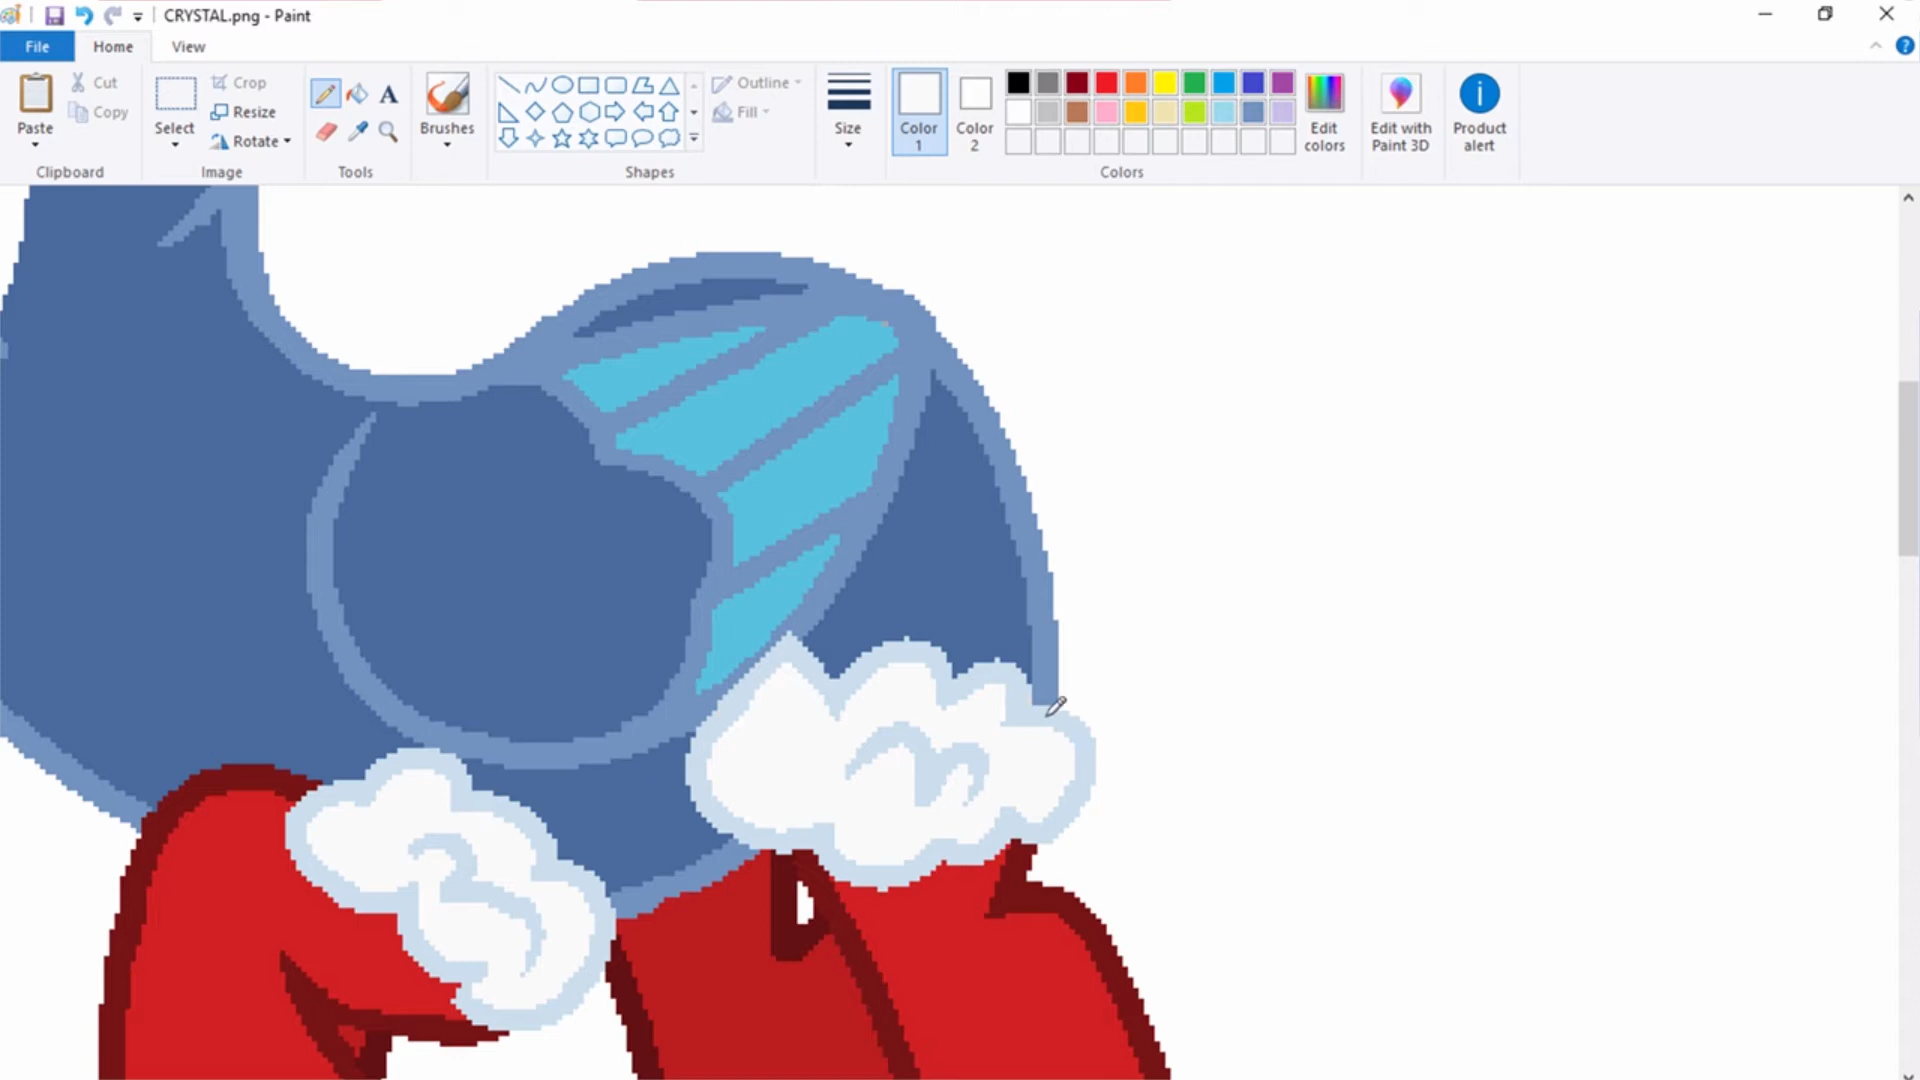 CRYSTAL.png - Paint
File Home View
Paste
Cut
Copy
Clipboard
Select
Crop
Resize
Rotate
Image
A
Tools
Brushes
Outline
Fill
Shapes
Size
Color 1
Color 2
Edit colors
Colors
Edit with Paint 3D
Product alert